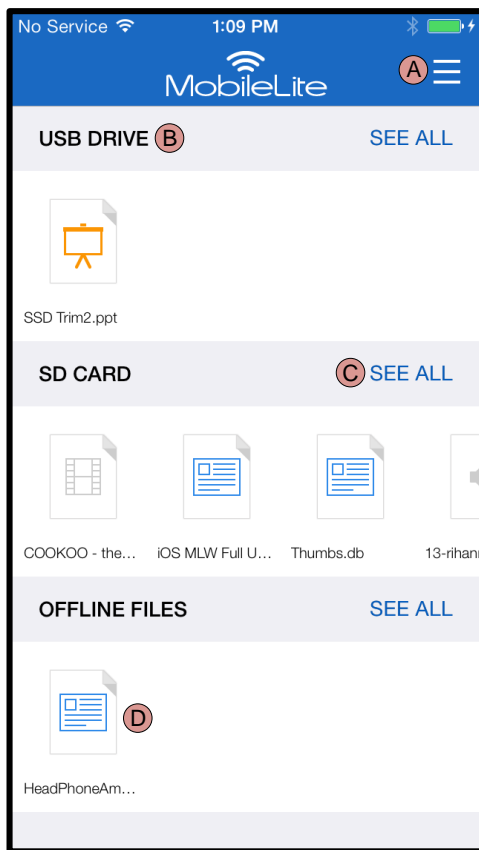 No Service 1:09 PM
MobileLite
A
USB DRIVE B SEE ALL
SSD Trim2.ppt
SD CARD C SEE ALL
COOKOO - the... iOS MLW Full U... Thumbs.db 13-rihann
OFFLINE FILES SEE ALL
D
HeadPhoneAm...